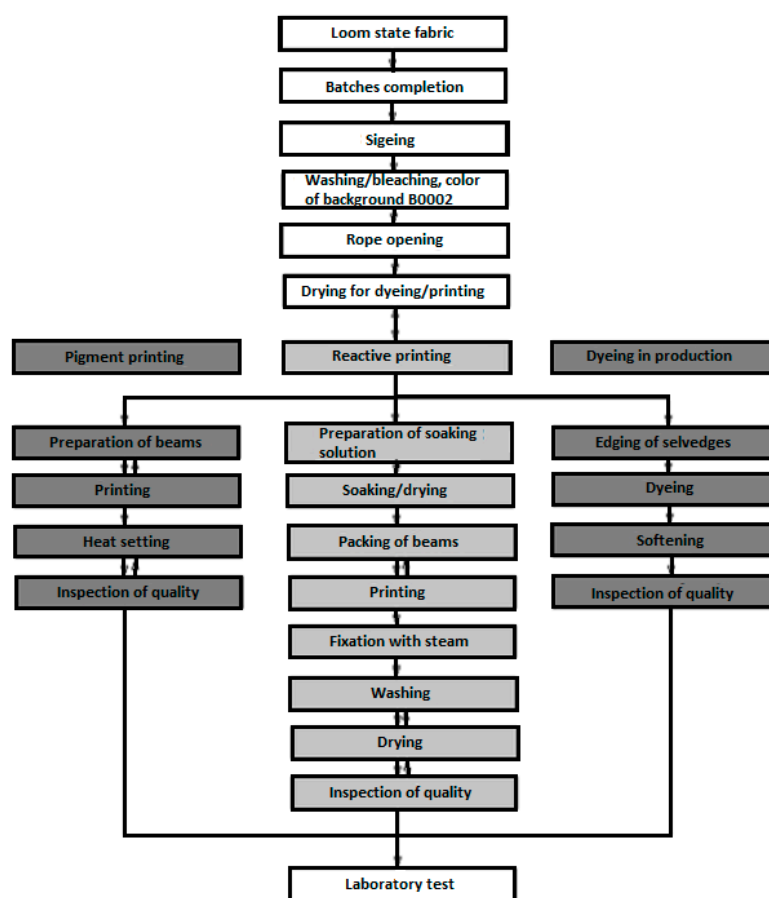 Loom state fabric
Batches completion
Sigeing
Washing/bleaching, color
of background B0002
Rope opening
Drying for dyeing/printing
Pigment printing
Reactive printing
Dyeing in production
Preparation of beams
Preparation of soaking
solution
Edging of selvedges
Printing
Soaking/drying
Dyeing
Heat setting
Packing of beams
Softening
Inspection of quality
Printing
Inspection of quality
Fixation with steam
Washing
Drying
Inspection of quality
Laboratory test